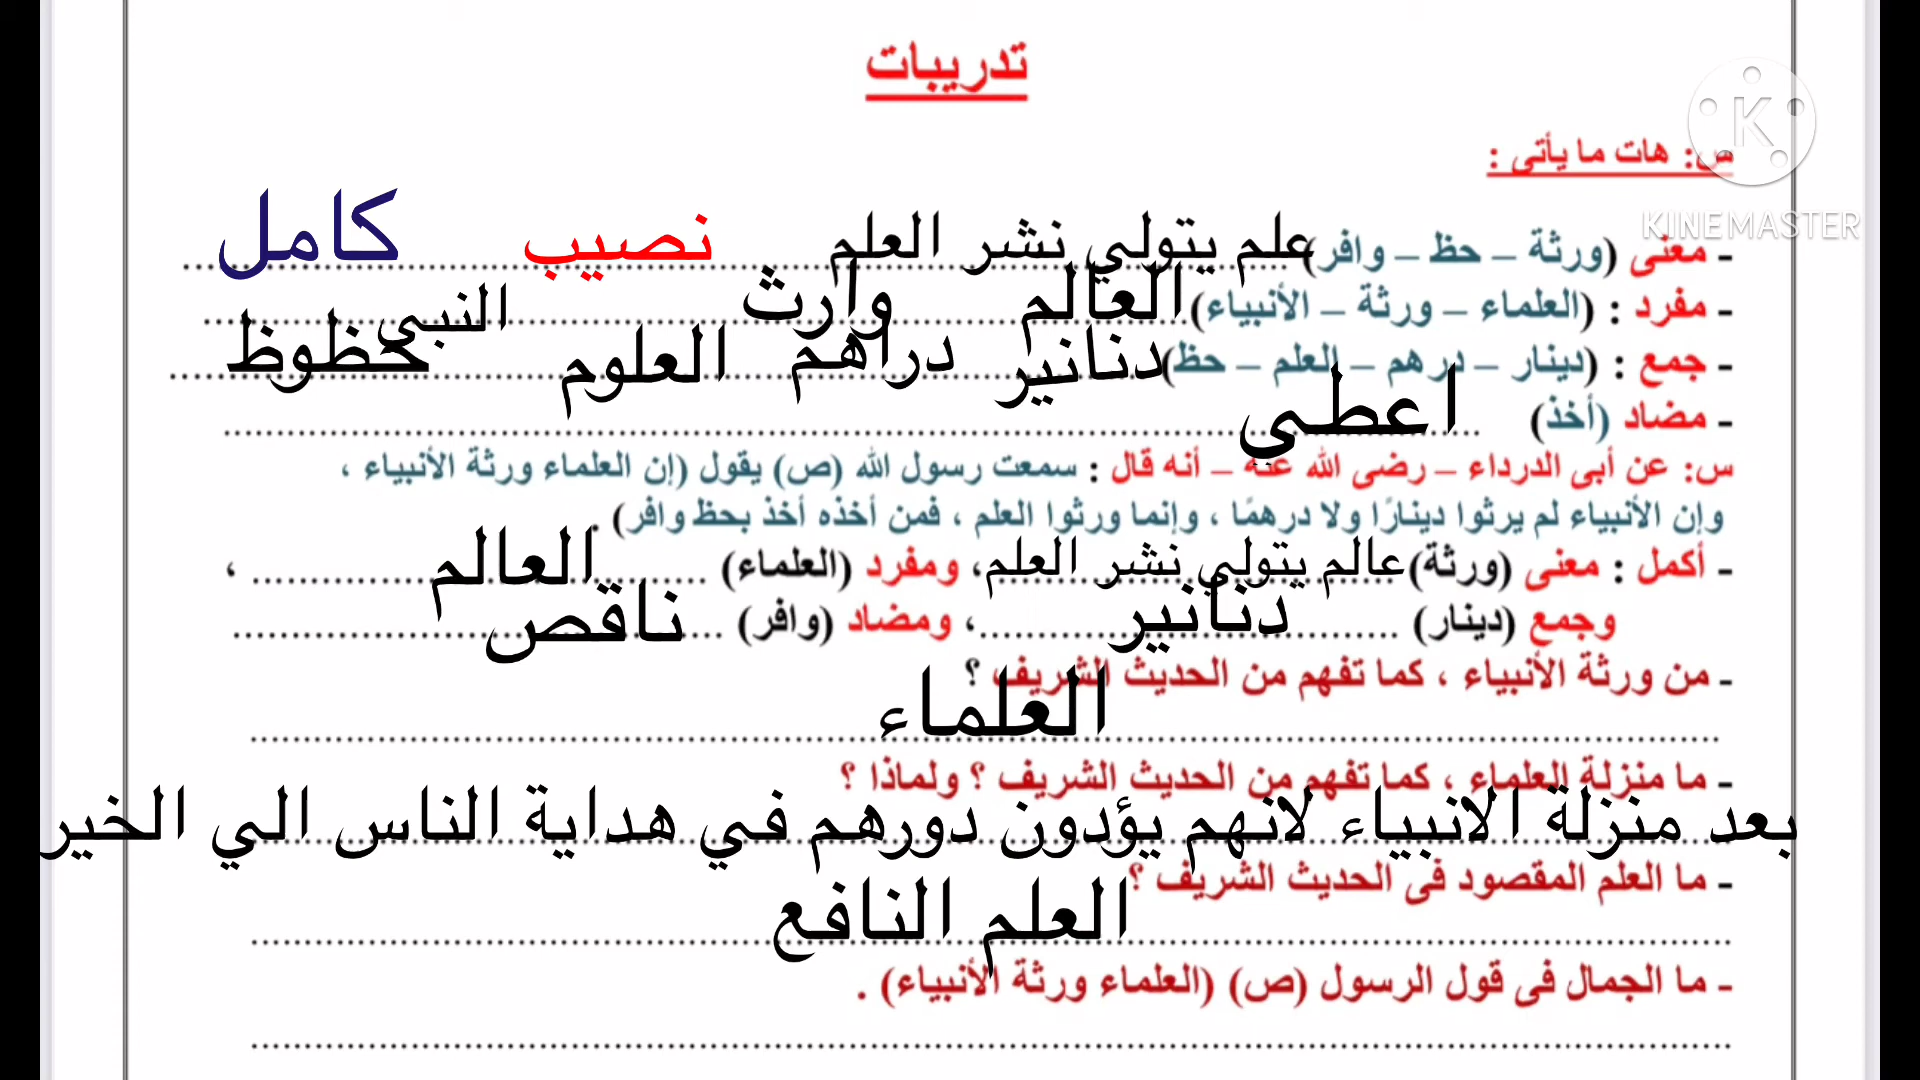 تدريبات
س: هات ما يأتى :
KINEMASTER
- معنى (ورثة – حظ – وافر) علم يتولي نشر العلم نصيب كامل
- مفرد : (العلماء – ورثة – الأنبياء) العالم وارث النبي
- جمع : (دينار – درهم – العلم – حظ) دنانير دراهم العلوم حظوظ
- مضاد (أخذ) اعطي
س: عن أبى الدرداء – رضى الله عنه – أنه قال : سمعت رسول الله (ص) يقول (إن العلماء ورثة الأنبياء ،
وإن الأنبياء لم يرثوا دينارًا ولا درهمًا ، وإنما ورثوا العلم ، فمن أخذه أخذ بحظ وافر) .
- أكمل : معنى (ورثة) عالم يتولي نشر العلم، ومفرد (العلماء) العالم ،
وجمع (دينار) دنانير ، ومضاد (وافر) ناقص
- من ورثة الأنبياء ، كما تفهم من الحديث الشريف ؟
العلماء
- ما منزلة العلماء ، كما تفهم من الحديث الشريف ؟ ولماذا ؟
بعد منزلة الانبياء لانهم يؤدون دورهم في هداية الناس الي الخير
- ما العلم المقصود فى الحديث الشريف ؟
العلم النافع
- ما الجمال فى قول الرسول (ص) (العلماء ورثة الأنبياء) .